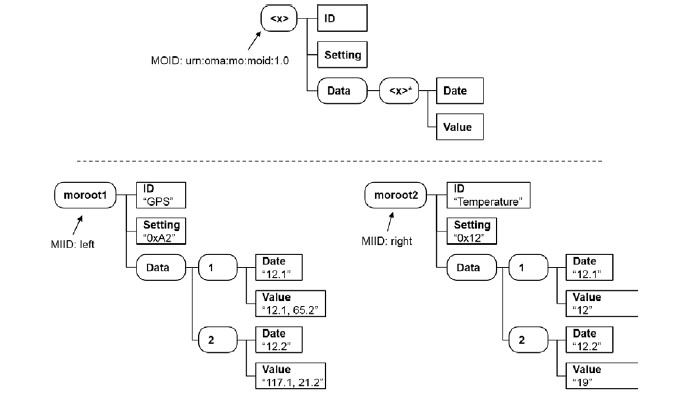 <x>
ID
Setting
MOID: urn:oma:mo:moid:1.0
Data
<x>*
Date
Value
moroot1
ID
"GPS"
Setting
"0xA2"
MIID: left
Data
1
Date
"12.1"
Value
"12.1, 65.2"
2
Date
"12.2"
Value
"117.1, 21.2"
moroot2
ID
"Temperature"
Setting
"0x12"
MIID: right
Data
1
Date
"12.1"
Value
"12"
2
Date
"12.2"
Value
"19"